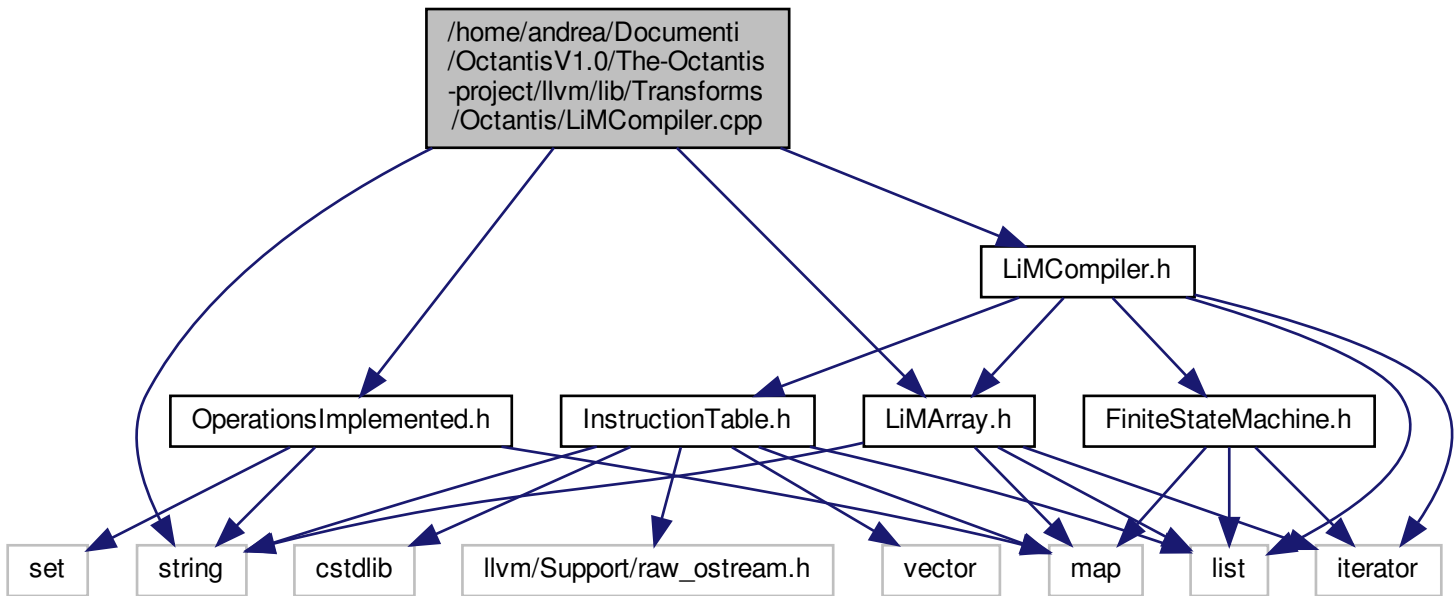 /home/andrea/Documenti
/OctantisV1.0/The-Octantis
-project/llvm/lib/Transforms
/Octantis/LiMCompiler.cpp
LiMCompiler.h
OperationsImplemented.h
InstructionTable.h
LiMArray.h
FiniteStateMachine.h
set
string
cstdlib
llvm/Support/raw_ostream.h
vector
map
list
iterator